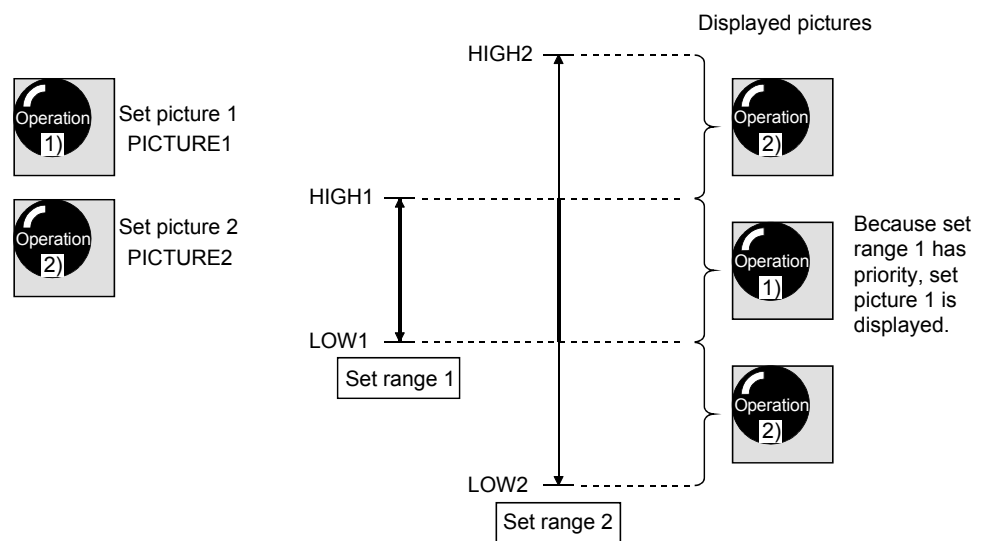 Displayed pictures
HIGH2
Operation
1)
Set picture 1
PICTURE1
Operation
2)
Set picture 2
PICTURE2
Operation
2)
HIGH1
Operation
1)
Because set
range 1 has
priority, set
picture 1 is
displayed.
LOW1
Set range 1
Operation
2)
LOW2
Set range 2